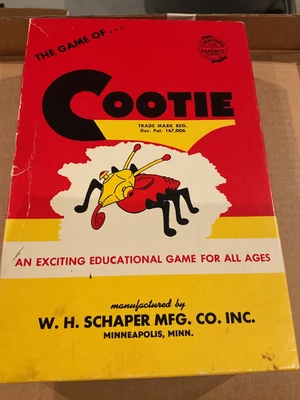 THE GAME OF...
COOTIE
TRADE MARK REG.
Des. Pat. 167,006
PARENTS'
AN EXCITING EDUCATIONAL GAME FOR ALL AGES
manufactured by
W. H. SCHAPER MFG. CO. INC.
MINNEAPOLIS, MINN.